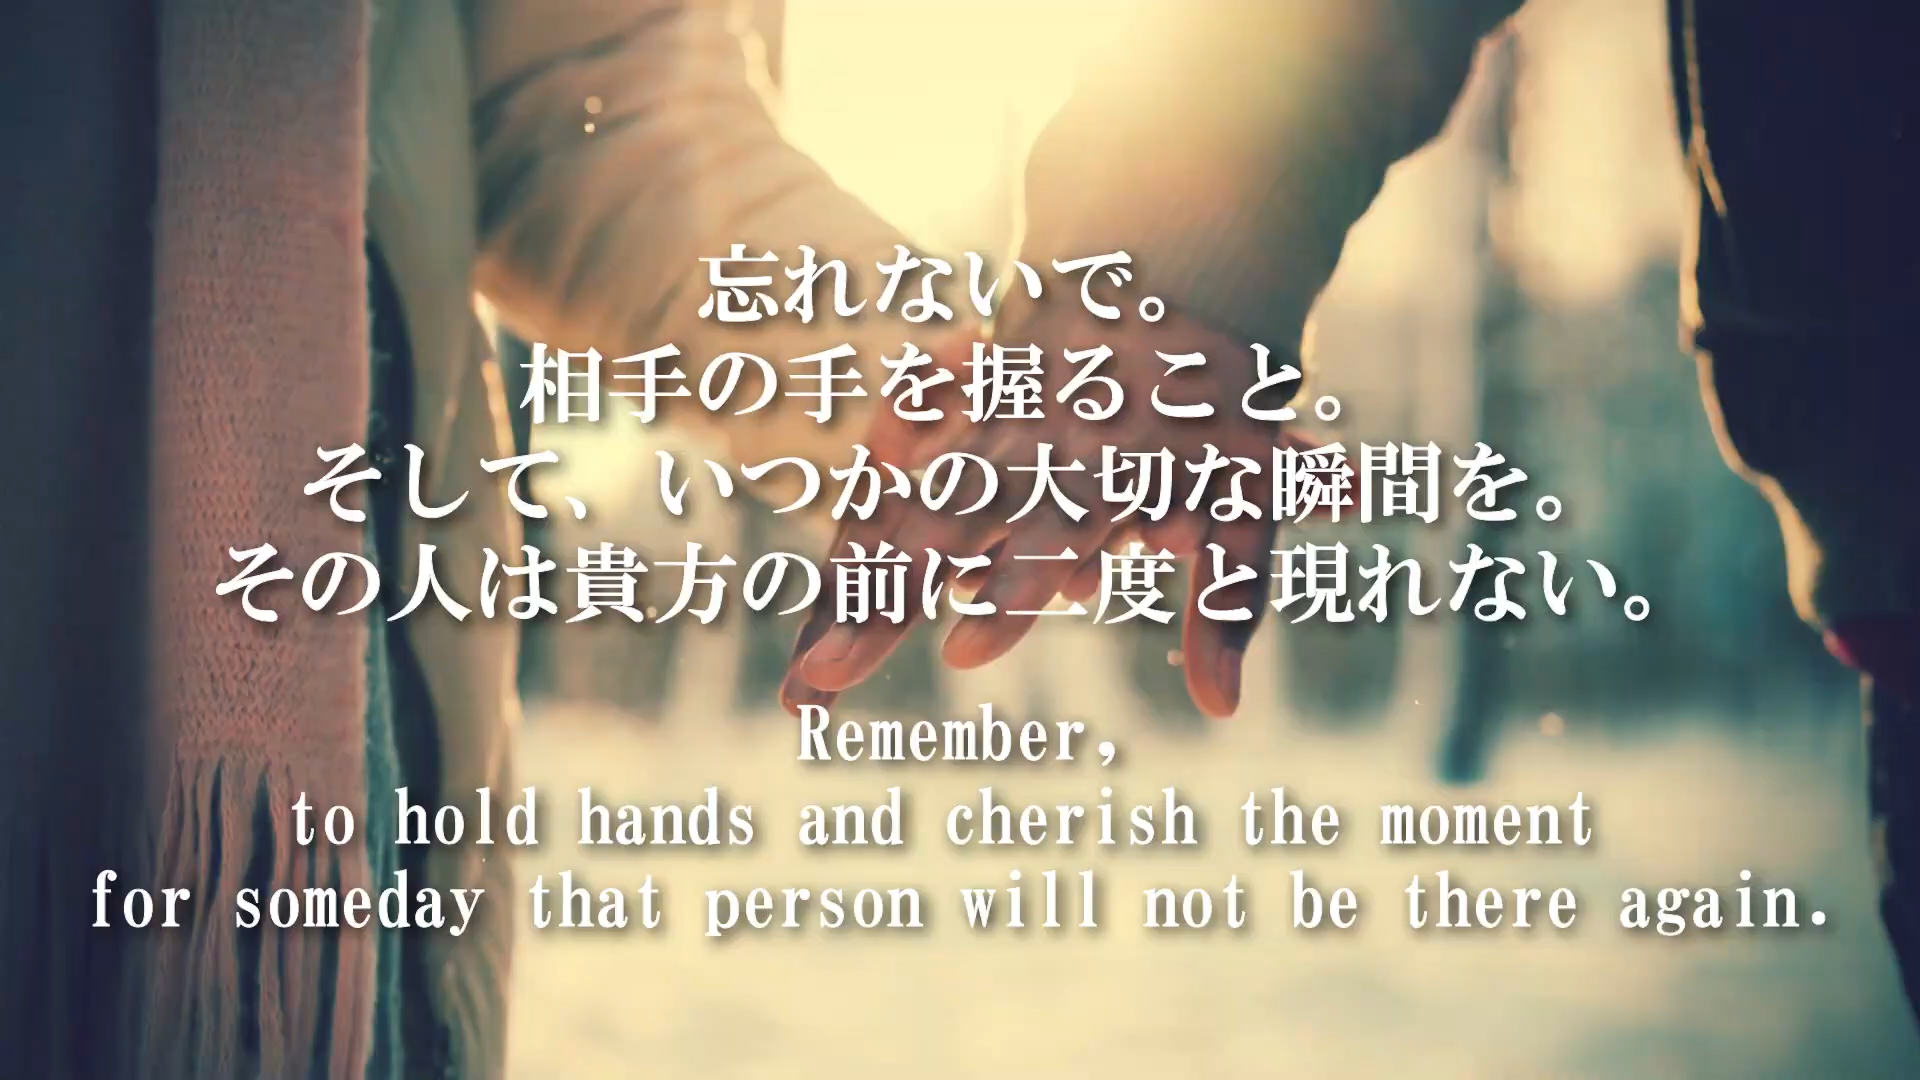 忘れないで。
相手の手を握ること。
そして、いつかの大切な瞬間を。
その人は貴方の前に二度と現れない。
Remember,
to hold hands and cherish the moment
for someday that person will not be there again.